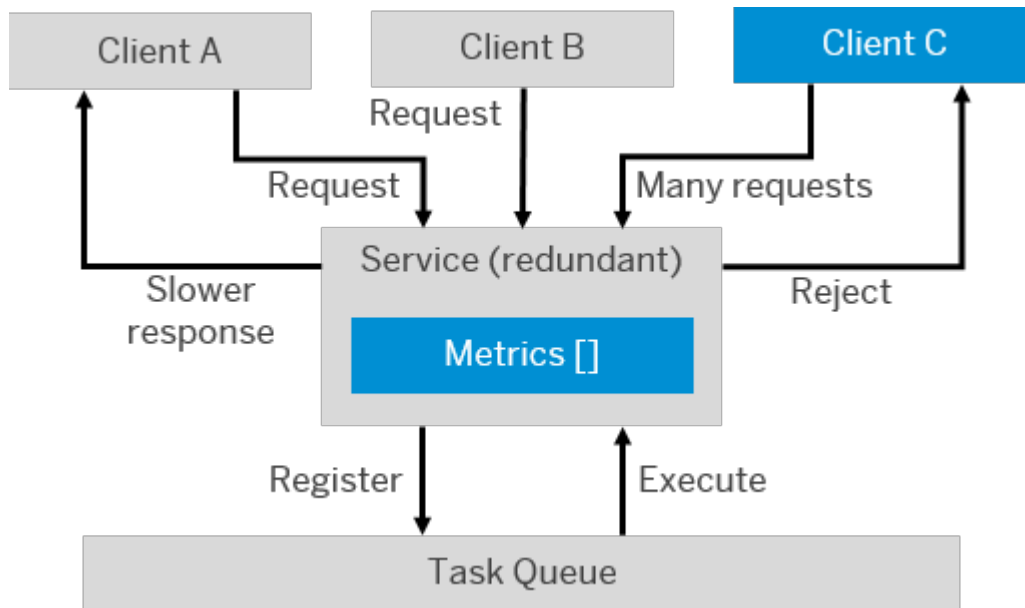 Client A
Client B
Client C
Request
Request
Many requests
Service (redundant)
Slower
response
Reject
Metrics []
Register
Execute
Task Queue